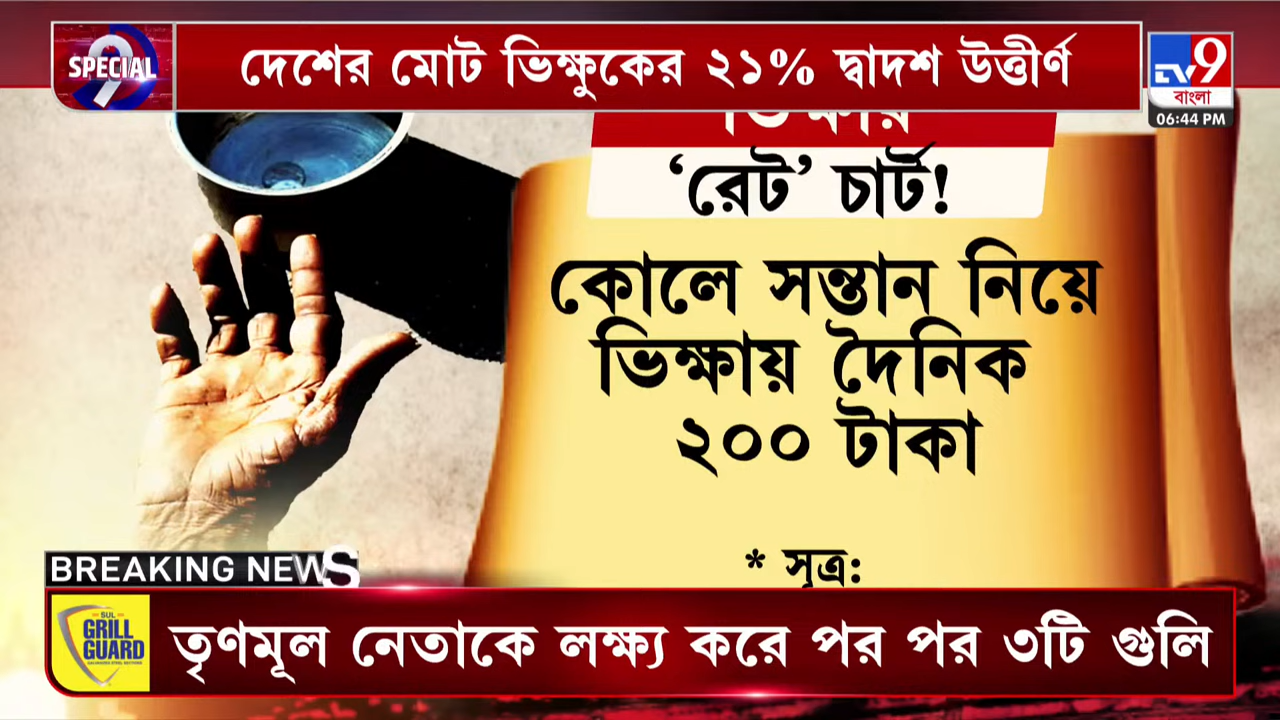 SPECIAL 9
দেশের মোট ভিক্ষুকের ২১% দ্বাদশ উত্তীর্ণ
TV9
বাংলা
06:44 PM
‘রেট’ চার্ট!
কোলে সন্তান নিয়ে
ভিক্ষায় দৈনিক
২০০ টাকা
* সূত্র:
BREAKING NEWS
SUL
GRILL
GUARD
তৃণমূল নেতাকে লক্ষ্য করে পর পর ৩টি গুলি